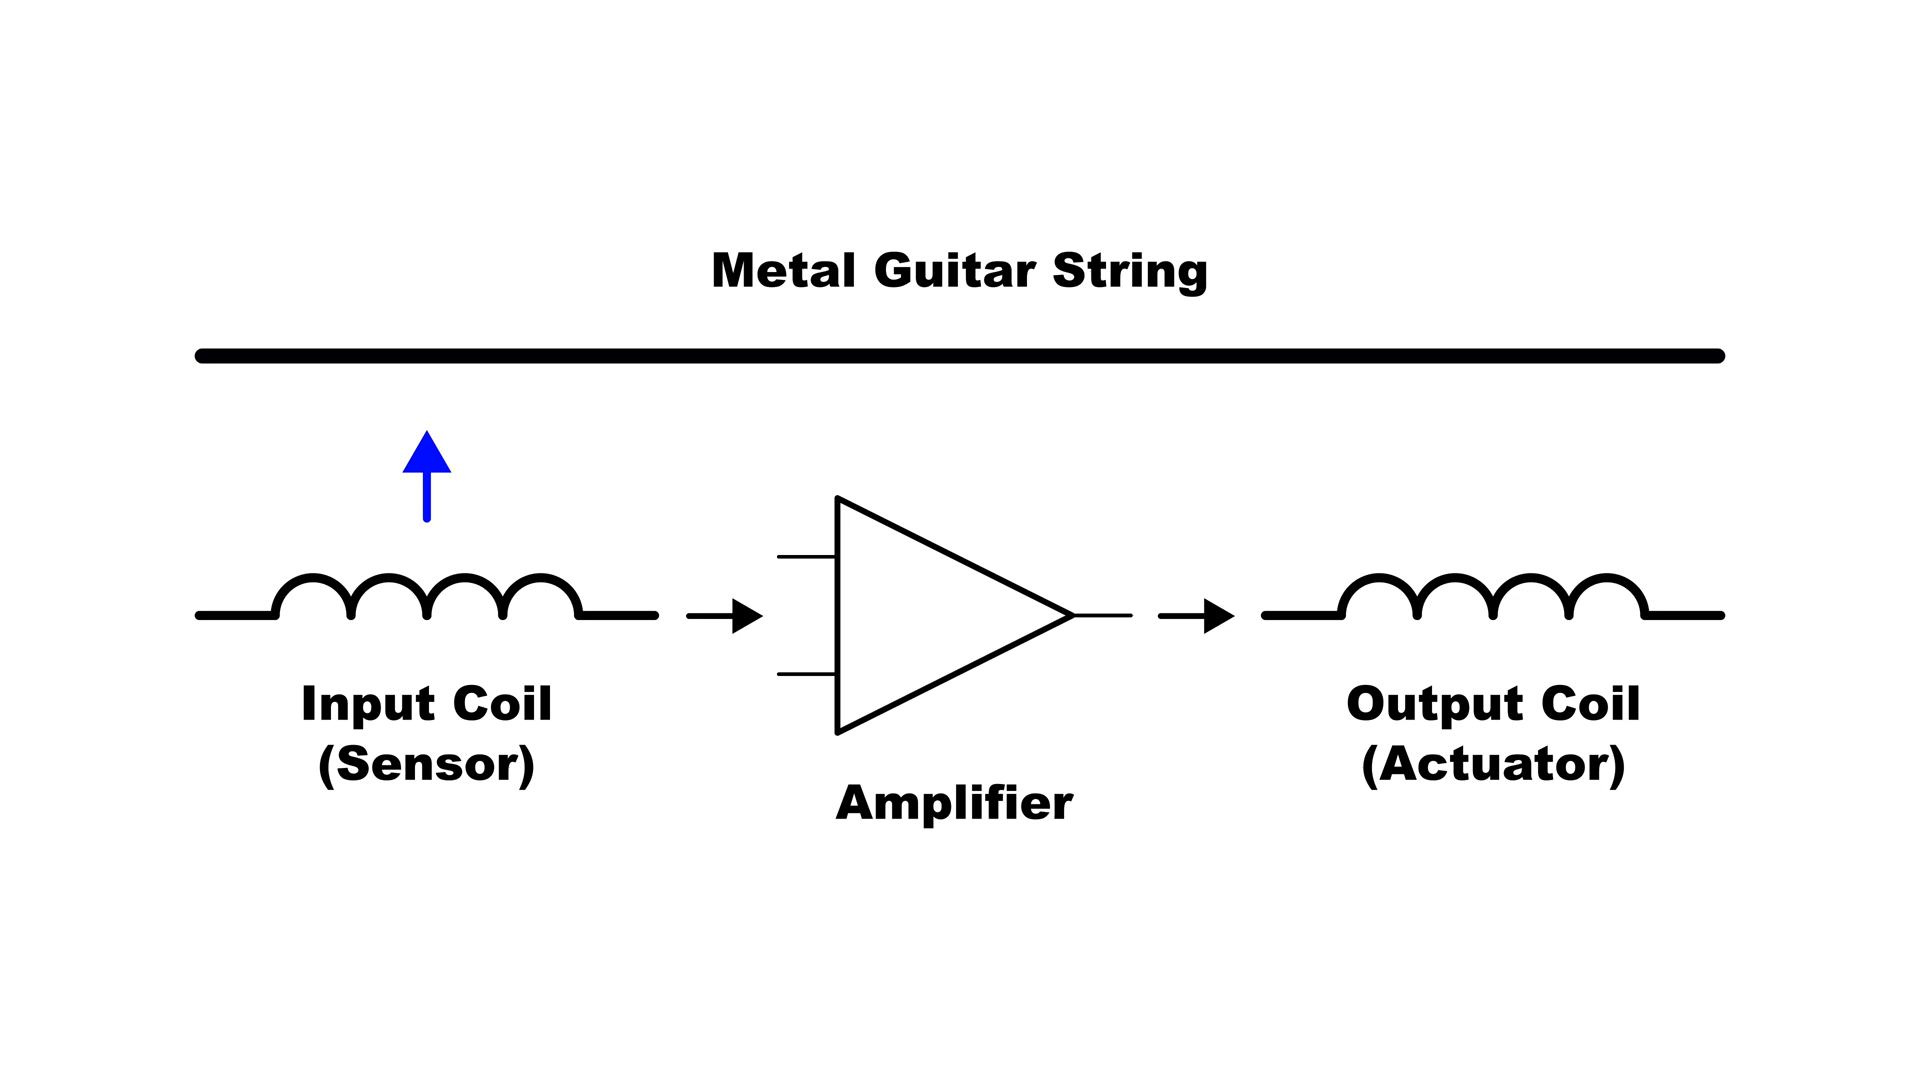 Metal Guitar String
Input Coil
(Sensor)
Amplifier
Output Coil
(Actuator)